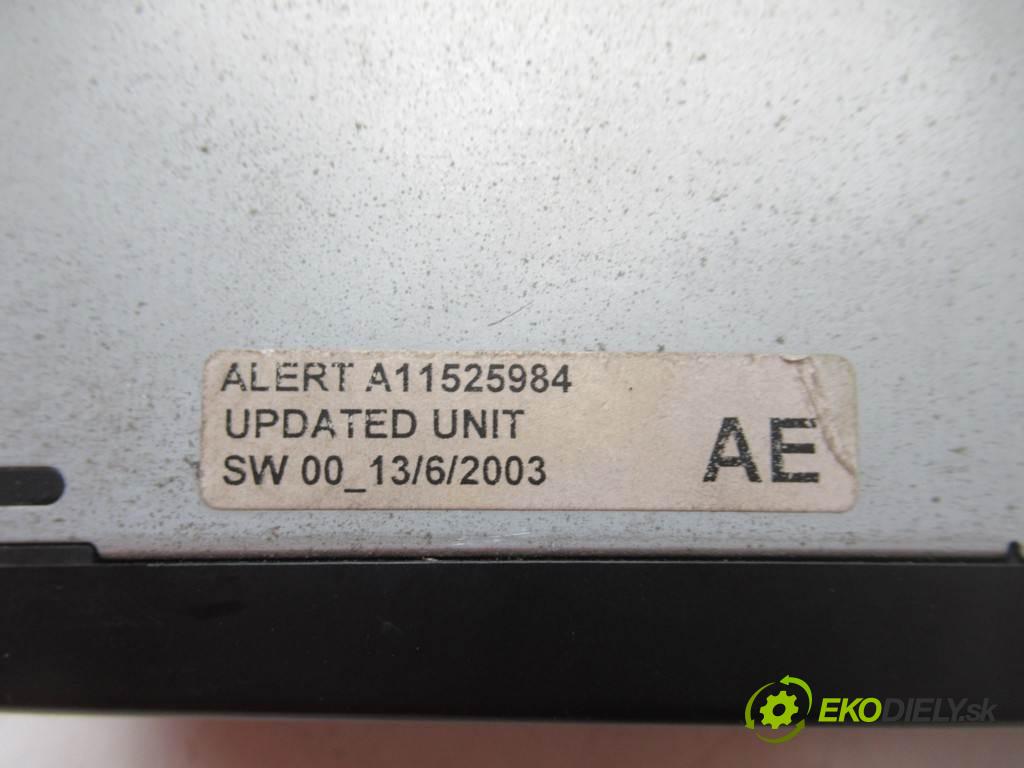 ALERT A11525984
UPDATED UNIT
SW 00_13/6/2003
AE
EKODIELY.sk